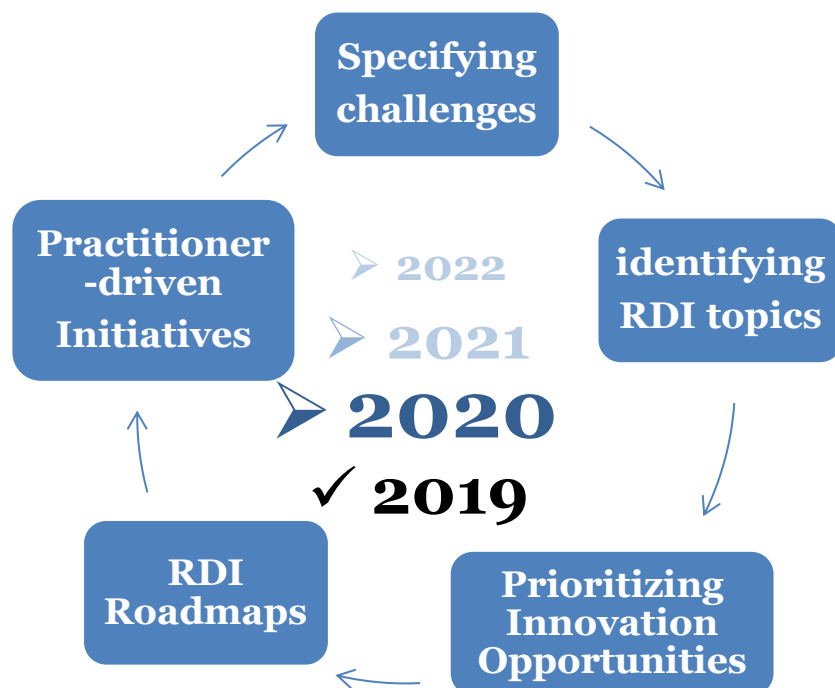 Specifying
challenges
identifying
RDI topics
Prioritizing
Innovation
Opportunities
RDI
Roadmaps
Practitioner
-driven
Initiatives
➢ 2022
➢ 2021
➢ 2020
✓ 2019